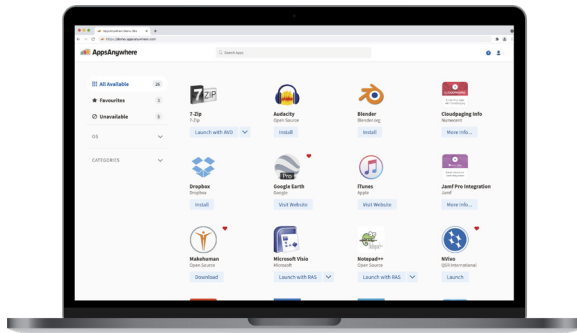 AppsAnywhere
Search Apps
All Available
Favourites
Unavailable
OS
CATEGORIES
7-Zip
7-Zip
Launch with AVD
Audacity
Open Source
Install
Blender
Blender.org
Install
Cloudpaging Info
Numecent
More Info...
Dropbox
Dropbox
Install
Pro
Google Earth
Google
Visit Website
iTunes
Apple
Visit Website
Jamf Pro Integration
Jamf
More Info...
Makehuman
Open Source
Download
Microsoft Visio
Microsoft
Launch with RAS
Notepad++
Open Source
Launch with RAS
NVivo
QSR International
Launch